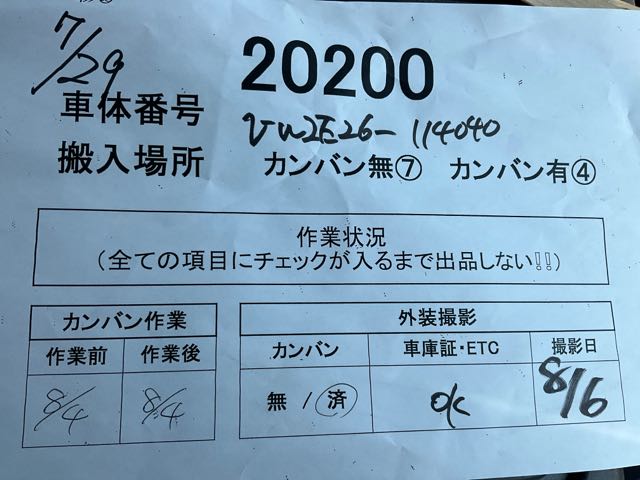 7/29
20200
車体番号 VW2E26-114040
搬入場所 カンバン無⑦ カンバン有④
作業状況
(全ての項目にチェックが入るまで出品しない!!)
カンバン作業
作業前 作業後
8/4 8/4
外装撮影
カンバン 車庫証・ETC 撮影日
無 / 済 OK 8/6